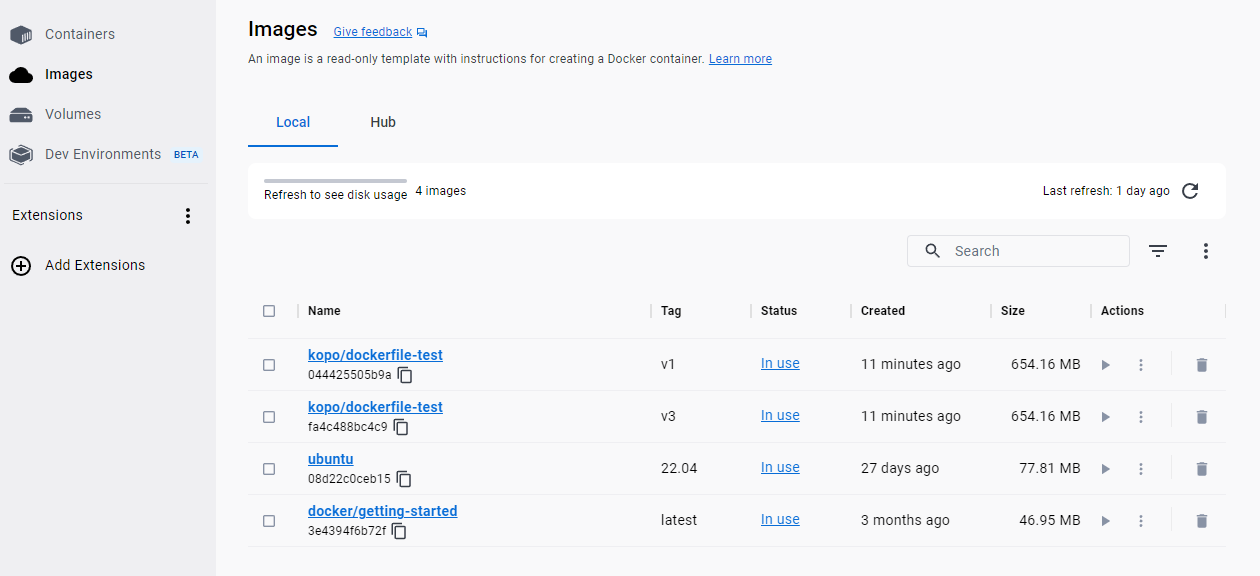 Containers
Images
Volumes
Dev Environments BETA
Extensions
Add Extensions
Images Give feedback
An image is a read-only template with instructions for creating a Docker container. Learn more
Local Hub
Refresh to see disk usage 4 images Last refresh: 1 day ago
Search
Name Tag Status Created Size Actions
kopo/dockerfile-test v1 In use 11 minutes ago 654.16 MB
044425505b9a
kopo/dockerfile-test v3 In use 11 minutes ago 654.16 MB
fa4c488bc4c9
ubuntu 22.04 In use 27 days ago 77.81 MB
08d22c0ceb15
docker/getting-started latest In use 3 months ago 46.95 MB
3e4394f6b72f